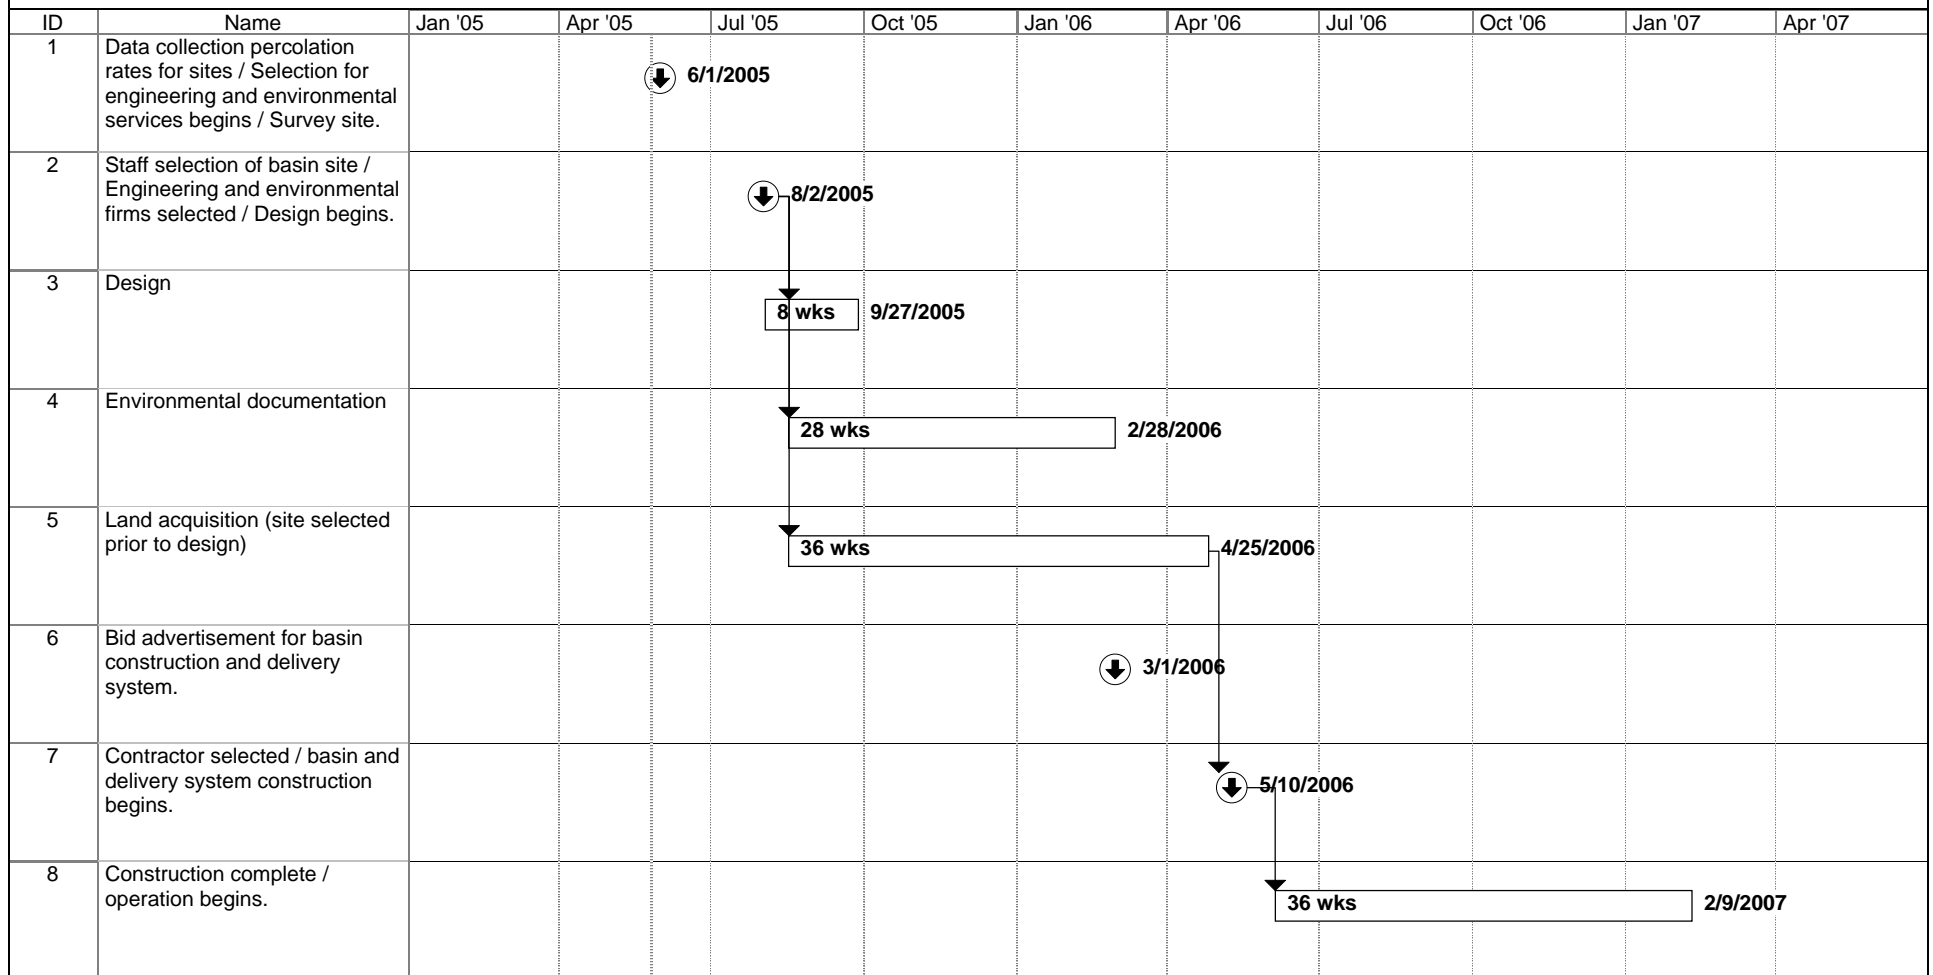 ID Name Jan '05 Apr '05 Jul '05 Oct '05 Jan '06 Apr '06 Jul '06 Oct '06 Jan '07 Apr '07
1 Data collection percolation
rates for sites / Selection for
engineering and environmental
services begins / Survey site.
6/1/2005
2 Staff selection of basin site /
Engineering and environmental
firms selected / Design begins.
8/2/2005
3 Design
8 wks 9/27/2005
4 Environmental documentation
28 wks 2/28/2006
5 Land acquisition (site selected
prior to design)
36 wks 4/25/2006
6 Bid advertisement for basin
construction and delivery
system.
3/1/2006
7 Contractor selected / basin and
delivery system construction
begins.
5/10/2006
8 Construction complete /
operation begins.
36 wks 2/9/2007